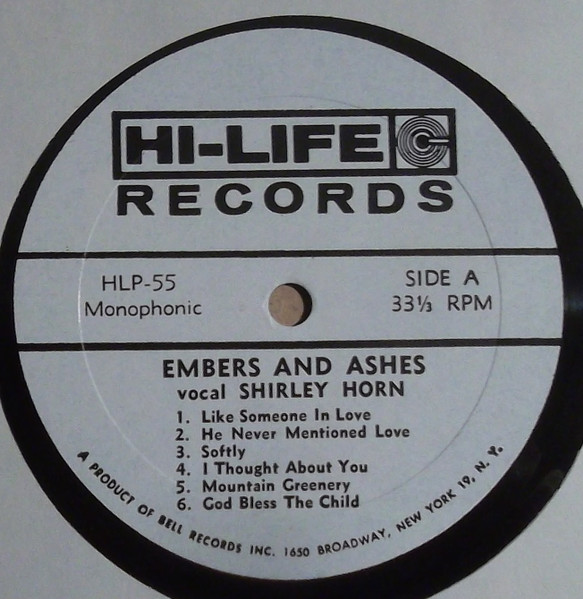 HI-LIFE
RECORDS
HLP-55
Monophonic
SIDE A
33⅓ RPM
EMBERS AND ASHES
vocal SHIRLEY HORN
1. Like Someone In Love
2. He Never Mentioned Love
3. Softly
4. I Thought About You
5. Mountain Greenery
6. God Bless The Child
A PRODUCT OF BELL RECORDS INC. 1650 BROADWAY, NEW YORK 19, N. Y.